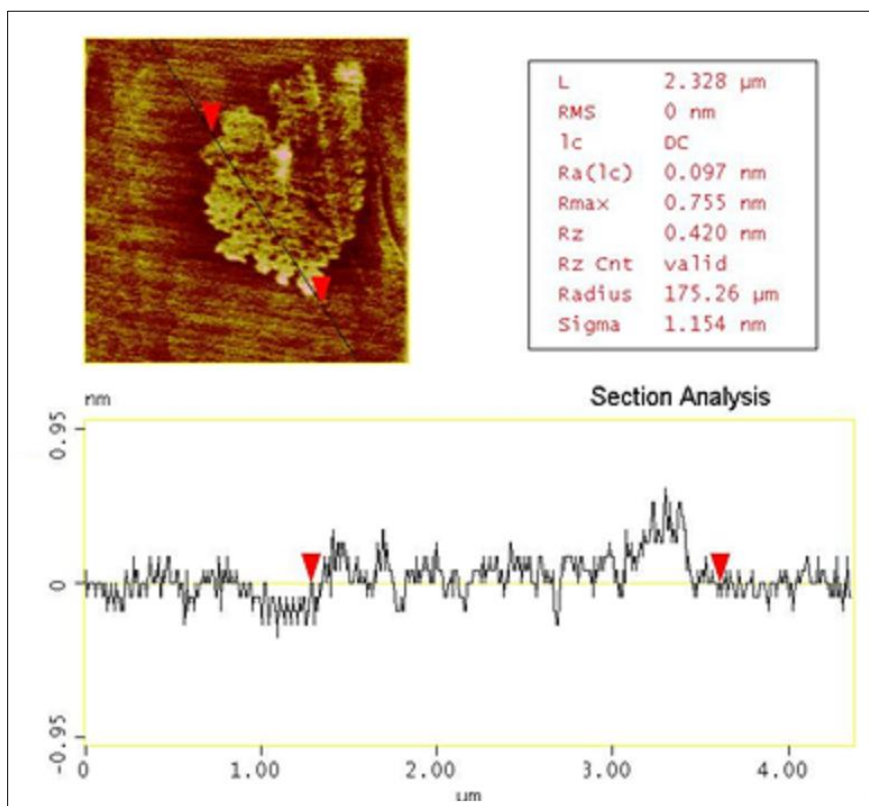 L 2.328 µm
RMS 0 nm
lc DC
Ra(lc) 0.097 nm
Rmax 0.755 nm
Rz 0.420 nm
Rz Cnt valid
Radius 175.26 µm
Sigma 1.154 nm
nm
Section Analysis
0.95
0
-0.95
0 1.00 2.00 3.00 4.00
µm